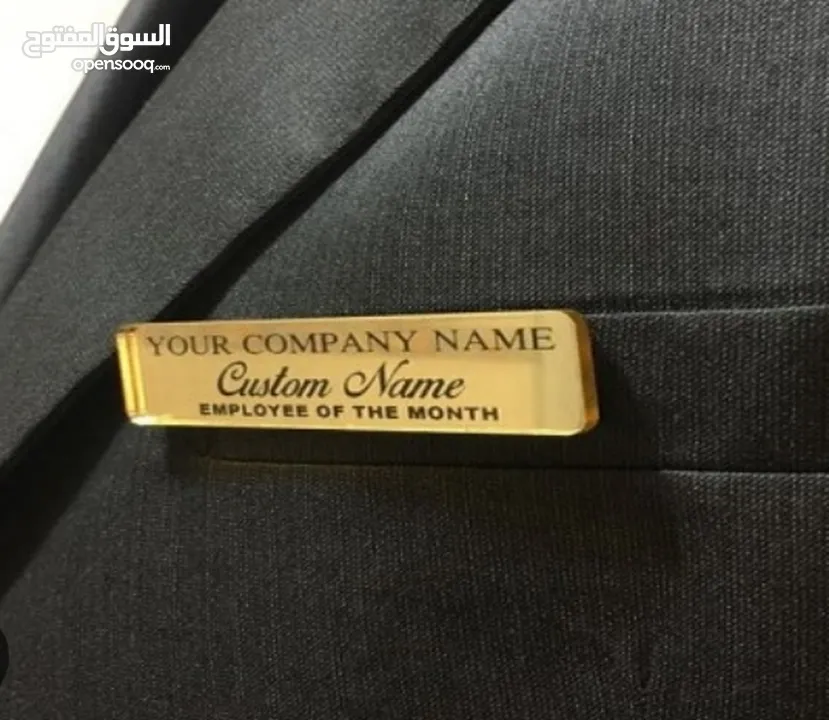 السوق المفتوح
opensooq.com
YOUR COMPANY NAME
Custom Name
EMPLOYEE OF THE MONTH